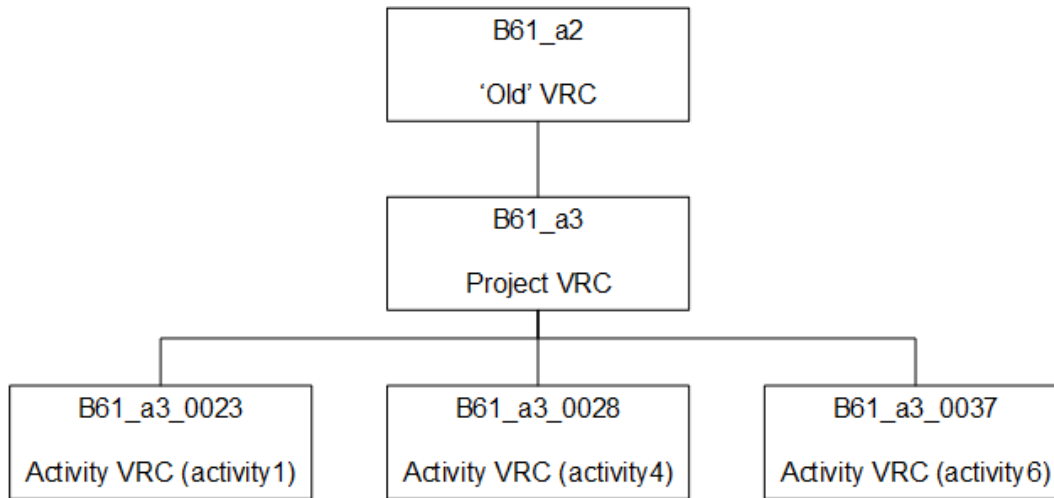 B61_a2
‘Old’ VRC
B61_a3
Project VRC
B61_a3_0023
Activity VRC (activity1)
B61_a3_0028
Activity VRC (activity4)
B61_a3_0037
Activity VRC (activity6)